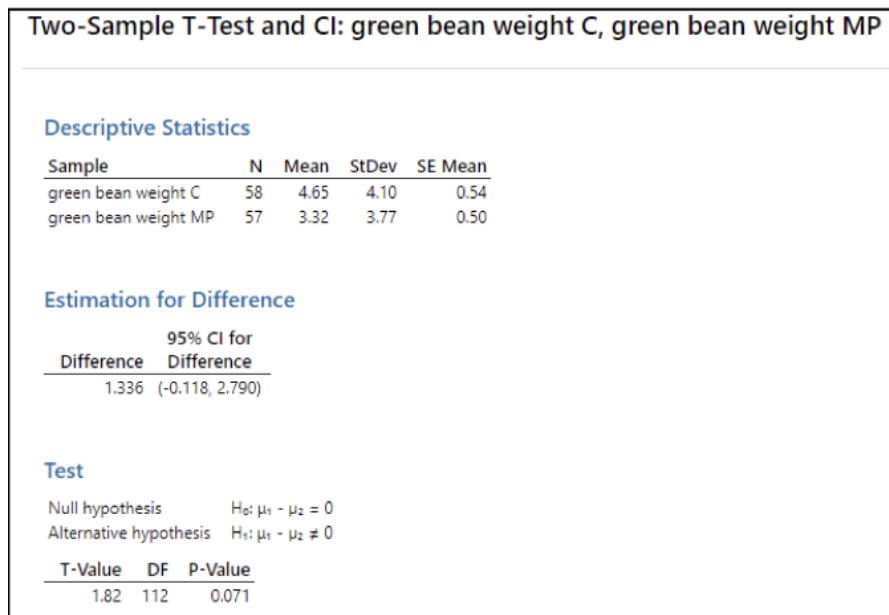 Two-Sample T-Test and CI: green bean weight C, green bean weight MP
Descriptive Statistics
Sample N Mean StDev SE Mean
green bean weight C 58 4.65 4.10 0.54
green bean weight MP 57 3.32 3.77 0.50
Estimation for Difference
95% CI for
Difference Difference
1.336 (-0.118, 2.790)
Test
Null hypothesis H₀: μ₁ - μ₂ = 0
Alternative hypothesis H₁: μ₁ - μ₂ ≠ 0
T-Value DF P-Value
1.82 112 0.071